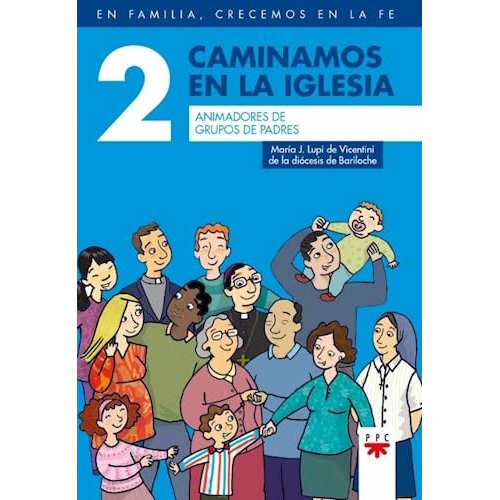 EN FAMILIA, CRECEMOS EN LA FE
2
CAMINAMOS
EN LA IGLESIA
ANIMADORES DE
GRUPOS DE PADRES
María J. Lupi de Vicentini
de la diócesis de Bariloche
PPC